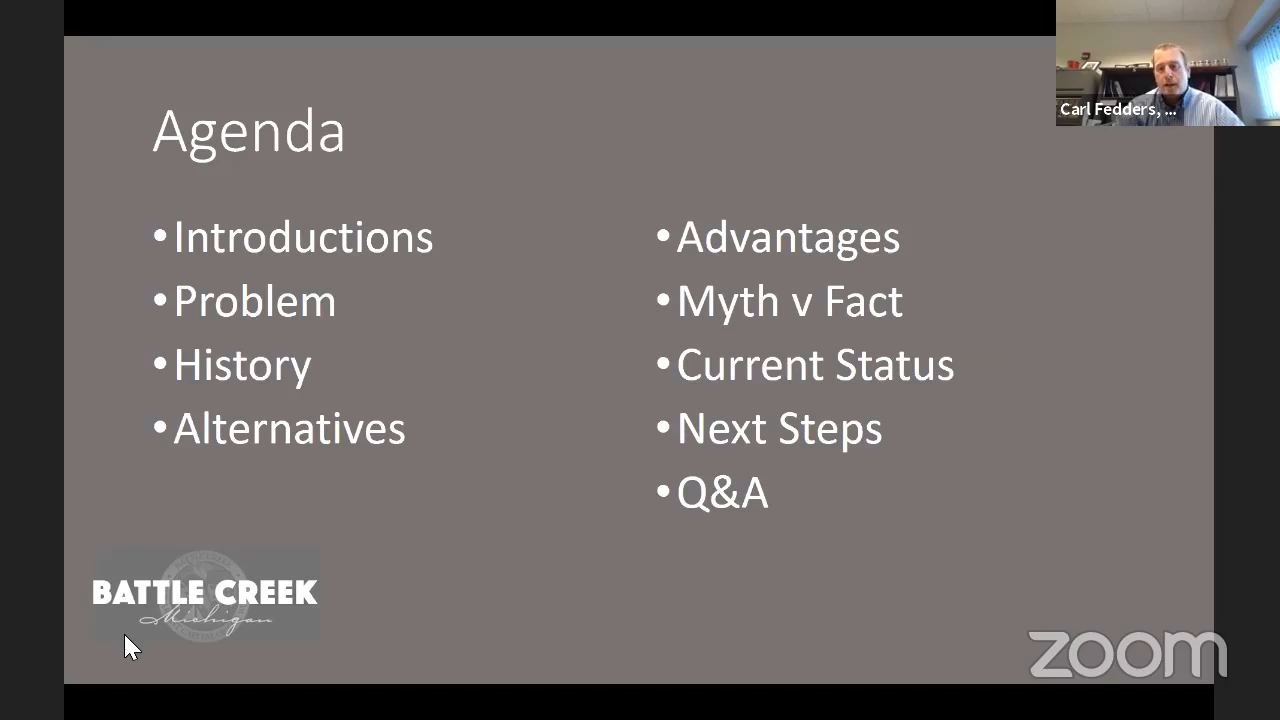 Carl Fedders, ...
Agenda
• Introductions
• Problem
• History
• Alternatives
• Advantages
• Myth v Fact
• Current Status
• Next Steps
• Q&A
BATTLE CREEK
Michigan
zoom